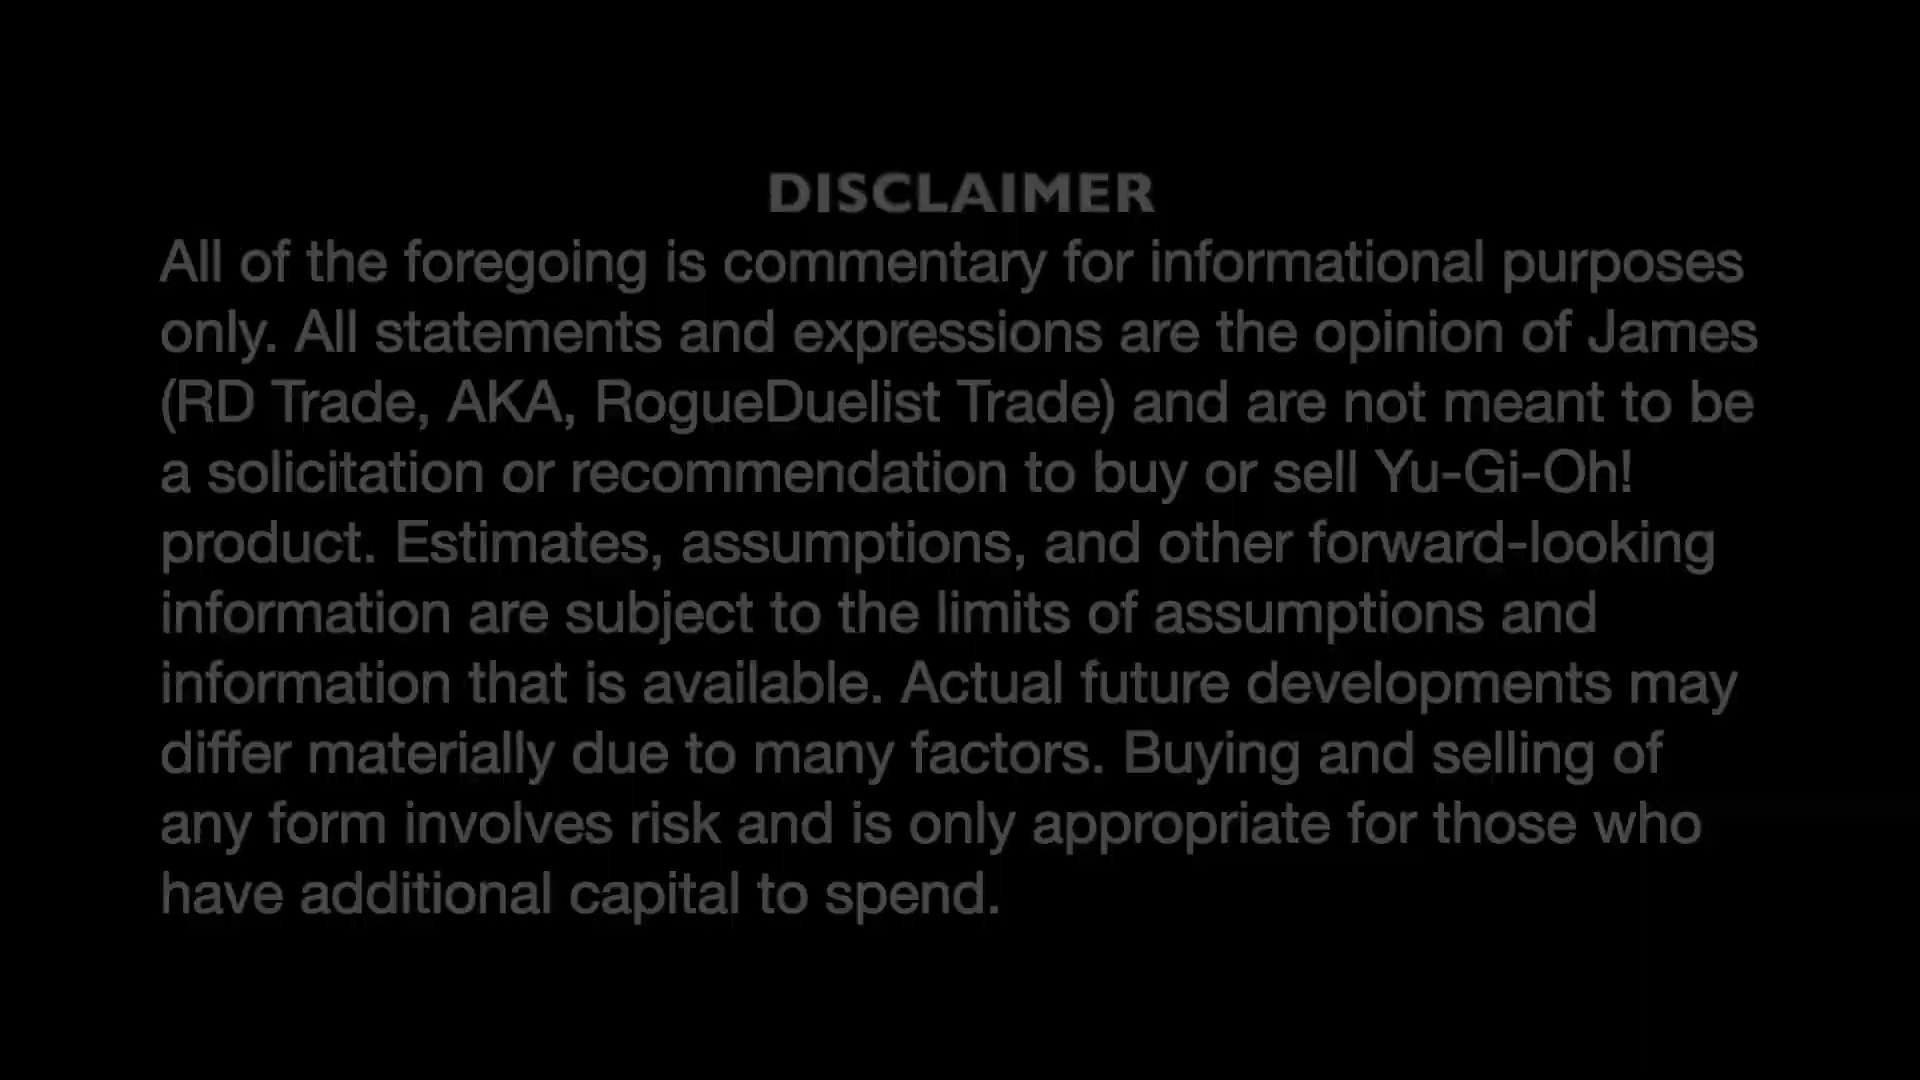 DISCLAIMER
All of the foregoing is commentary for informational purposes
only. All statements and expressions are the opinion of James
(RD Trade, AKA, RogueDuelist Trade) and are not meant to be
a solicitation or recommendation to buy or sell Yu-Gi-Oh!
product. Estimates, assumptions, and other forward-looking
information are subject to the limits of assumptions and
information that is available. Actual future developments may
differ materially due to many factors. Buying and selling of
any form involves risk and is only appropriate for those who
have additional capital to spend.